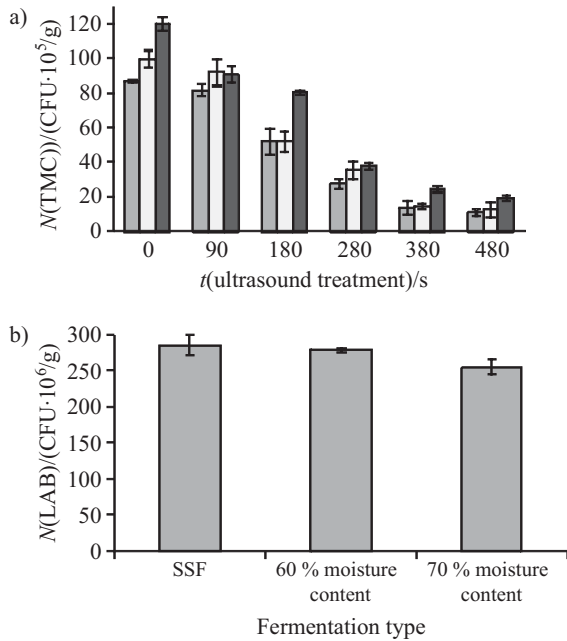 a)
N(TMC))/(CFU·10⁵/g)
120
100
80
60
40
20
0
0 90 180 280 380 480
t(ultrasound treatment)/s
b)
N(LAB)/(CFU·10⁶/g)
300
250
200
150
100
50
0
SSF 60 % moisture content 70 % moisture content
Fermentation type